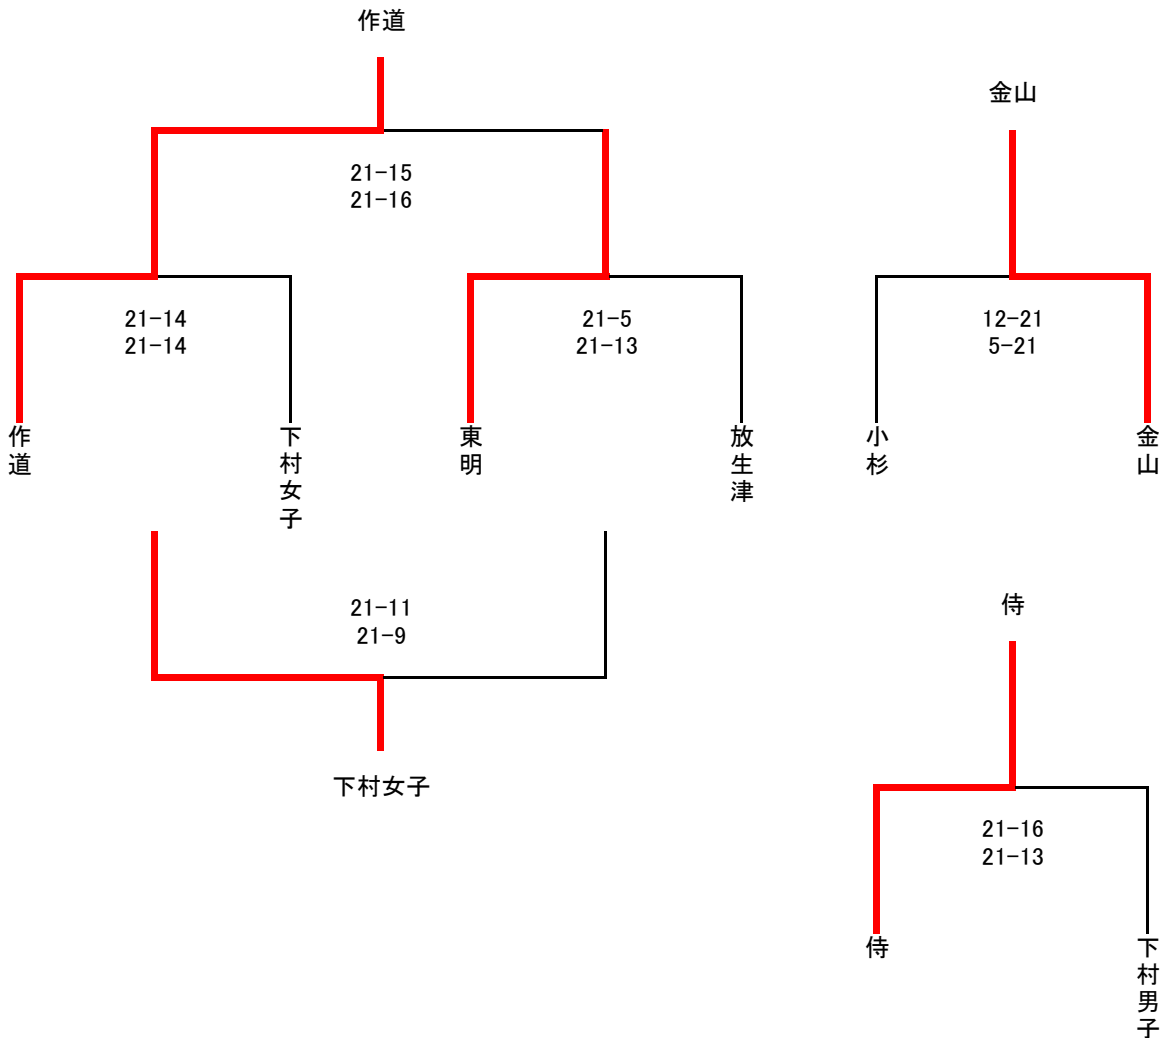 作道
21-15
21-16
21-14
21-14
21-5
21-13
作道
下村女子
東明
放生津
21-11
21-9
下村女子
金山
12-21
5-21
小杉
金山
侍
21-16
21-13
侍
下村男子